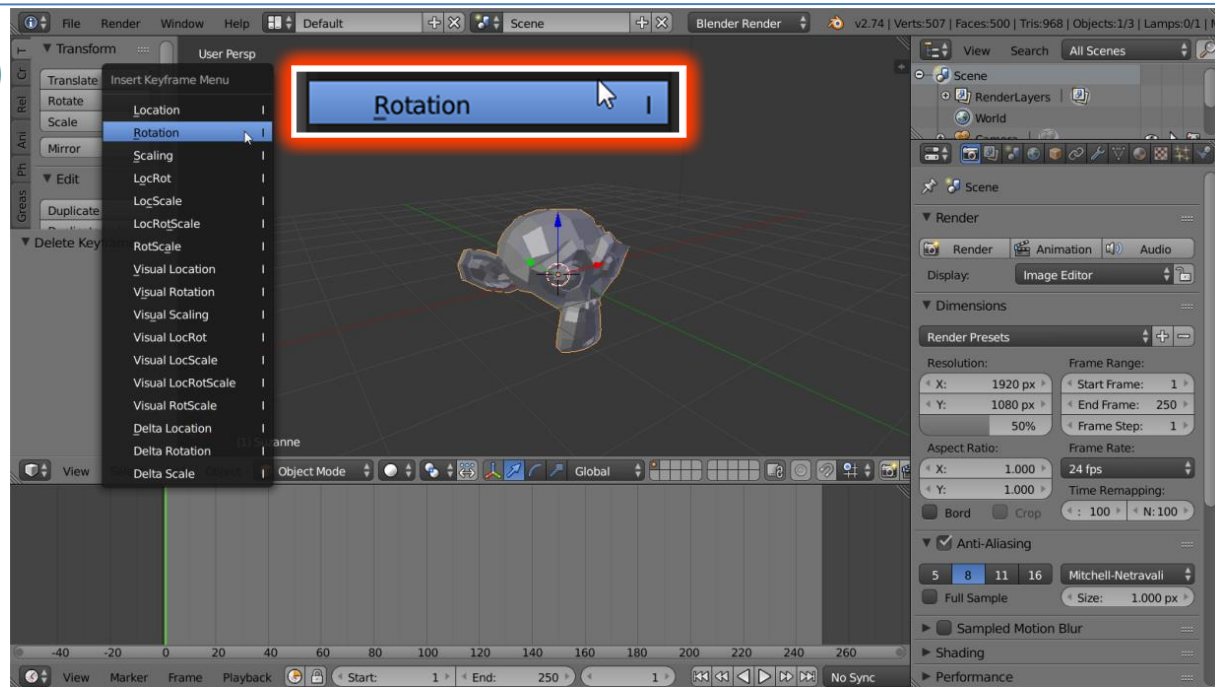 File Render Window Help Default Scene Blender Render v2.74 | Verts:507 | Faces:500 | Tris:968 | Objects:1/3 | Lamps:0/1 |
Transform
User Persp
View Search All Scenes
Cr
Rel
Ani
Ph
Greas
Translate
Rotate
Scale
Mirror
Edit
Duplicate
Delete Key
Insert Keyframe Menu
Location I
Rotation I
Scaling I
LocRot I
LocScale I
LocRotScale I
RotScale I
Visual Location I
Visual Rotation I
Visual Scaling I
Visual LocRot I
Visual LocScale I
Visual LocRotScale I
Visual RotScale I
Delta Location I
Delta Rotation I
Delta Scale I
Rotation I
Scene
RenderLayers
World
Camera
Scene
Render
Render Animation Audio
Display: Image Editor
Dimensions
Render Presets
Resolution: Frame Range:
X: 1920 px Start Frame: 1
Y: 1080 px End Frame: 250
50% Frame Step: 1
Aspect Ratio: Frame Rate:
X: 1.000 24 fps
Y: 1.000 Time Remapping:
Bord Crop : 100 N:100
Anti-Aliasing
5 8 11 16 Mitchell-Netravali
Full Sample Size: 1.000 px
Sampled Motion Blur
Shading
Performance
View Object Mode Global
-40 -20 0 20 40 60 80 100 120 140 160 180 200 220 240 260
View Marker Frame Playback Start: 1 End: 250 1 No Sync